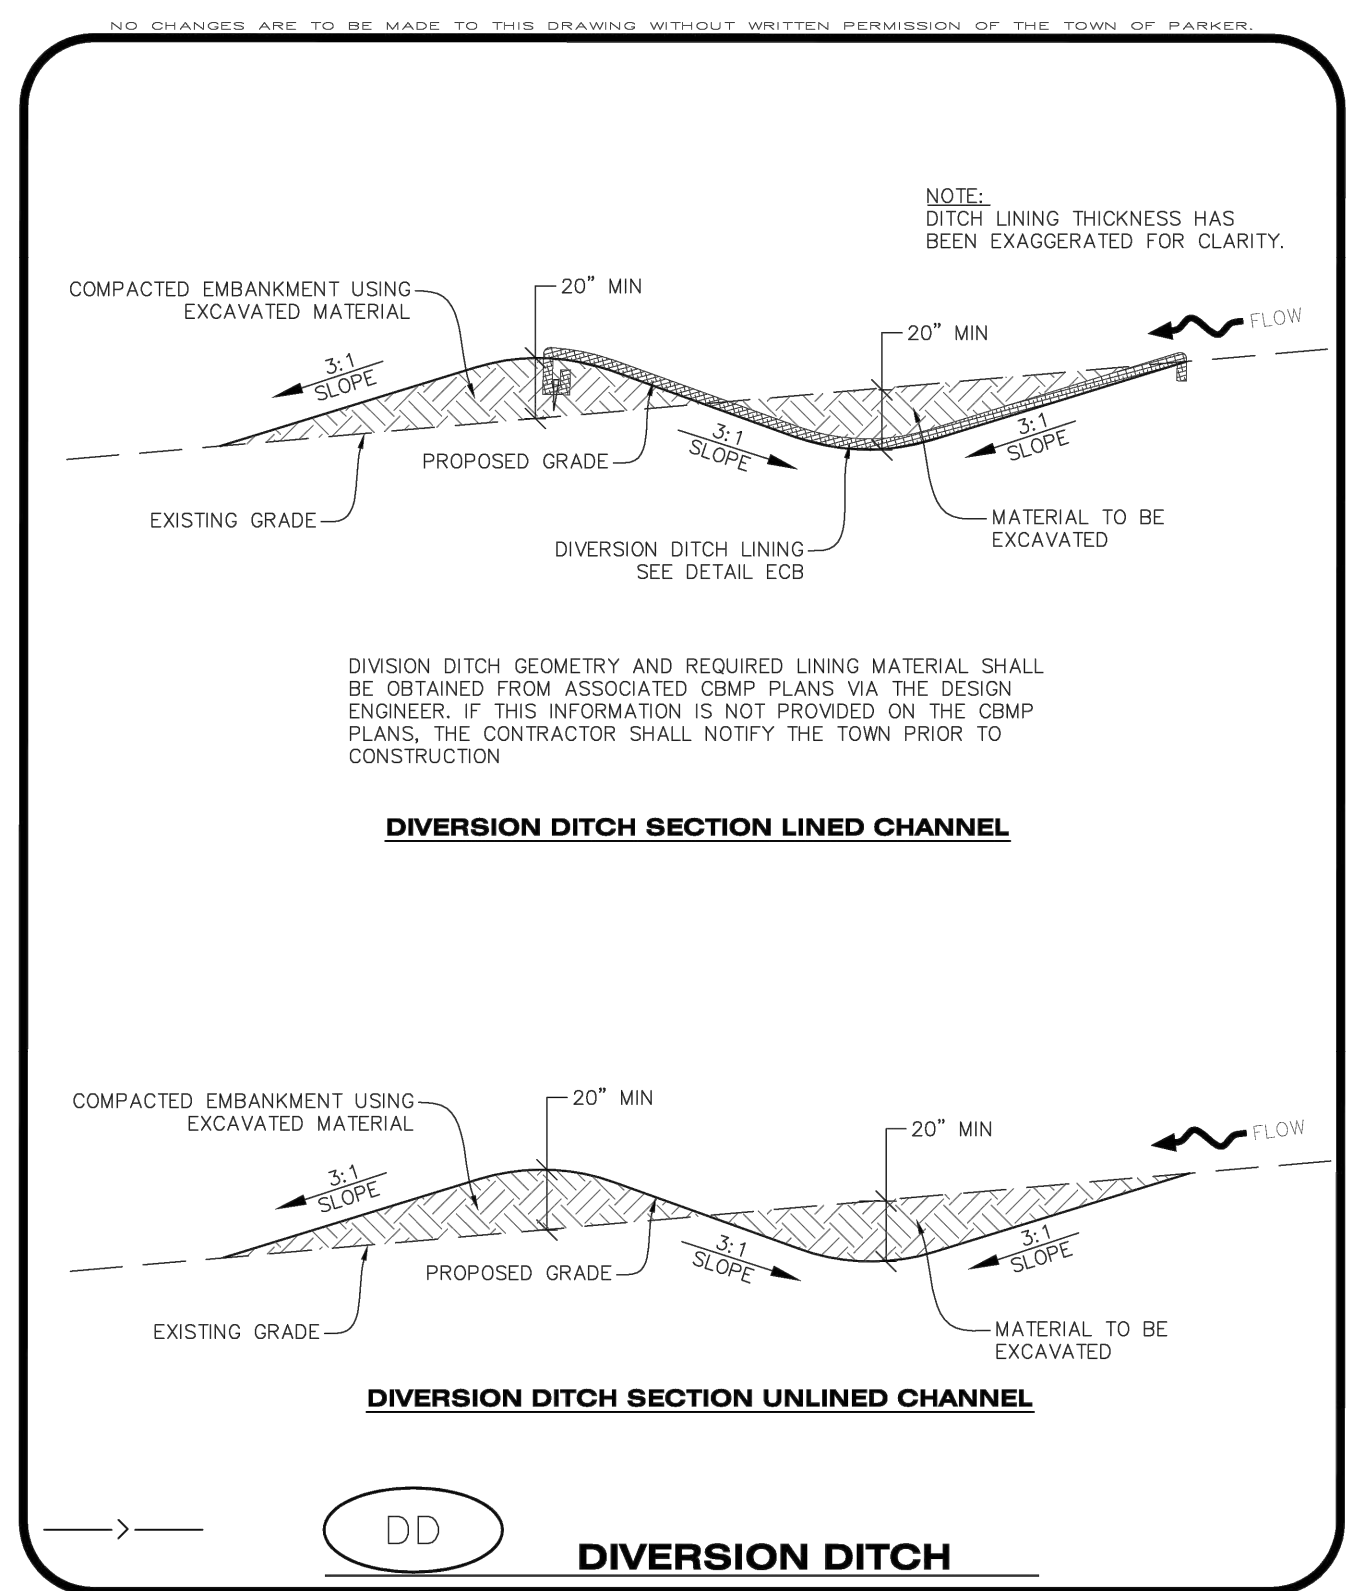 NO CHANGES ARE TO BE MADE TO THIS DRAWING WITHOUT WRITTEN PERMISSION OF THE TOWN OF PARKER.
NOTE:
DITCH LINING THICKNESS HAS
BEEN EXAGGERATED FOR CLARITY.
COMPACTED EMBANKMENT USING
EXCAVATED MATERIAL
20" MIN
20" MIN
FLOW
3:1
SLOPE
3:1
SLOPE
3:1
SLOPE
PROPOSED GRADE
EXISTING GRADE
MATERIAL TO BE
EXCAVATED
DIVERSION DITCH LINING
SEE DETAIL ECB
DIVISION DITCH GEOMETRY AND REQUIRED LINING MATERIAL SHALL
BE OBTAINED FROM ASSOCIATED CBMP PLANS VIA THE DESIGN
ENGINEER. IF THIS INFORMATION IS NOT PROVIDED ON THE CBMP
PLANS, THE CONTRACTOR SHALL NOTIFY THE TOWN PRIOR TO
CONSTRUCTION
DIVERSION DITCH SECTION LINED CHANNEL
COMPACTED EMBANKMENT USING
EXCAVATED MATERIAL
20" MIN
20" MIN
FLOW
3:1
SLOPE
3:1
SLOPE
3:1
SLOPE
PROPOSED GRADE
EXISTING GRADE
MATERIAL TO BE
EXCAVATED
DIVERSION DITCH SECTION UNLINED CHANNEL
DD
DIVERSION DITCH